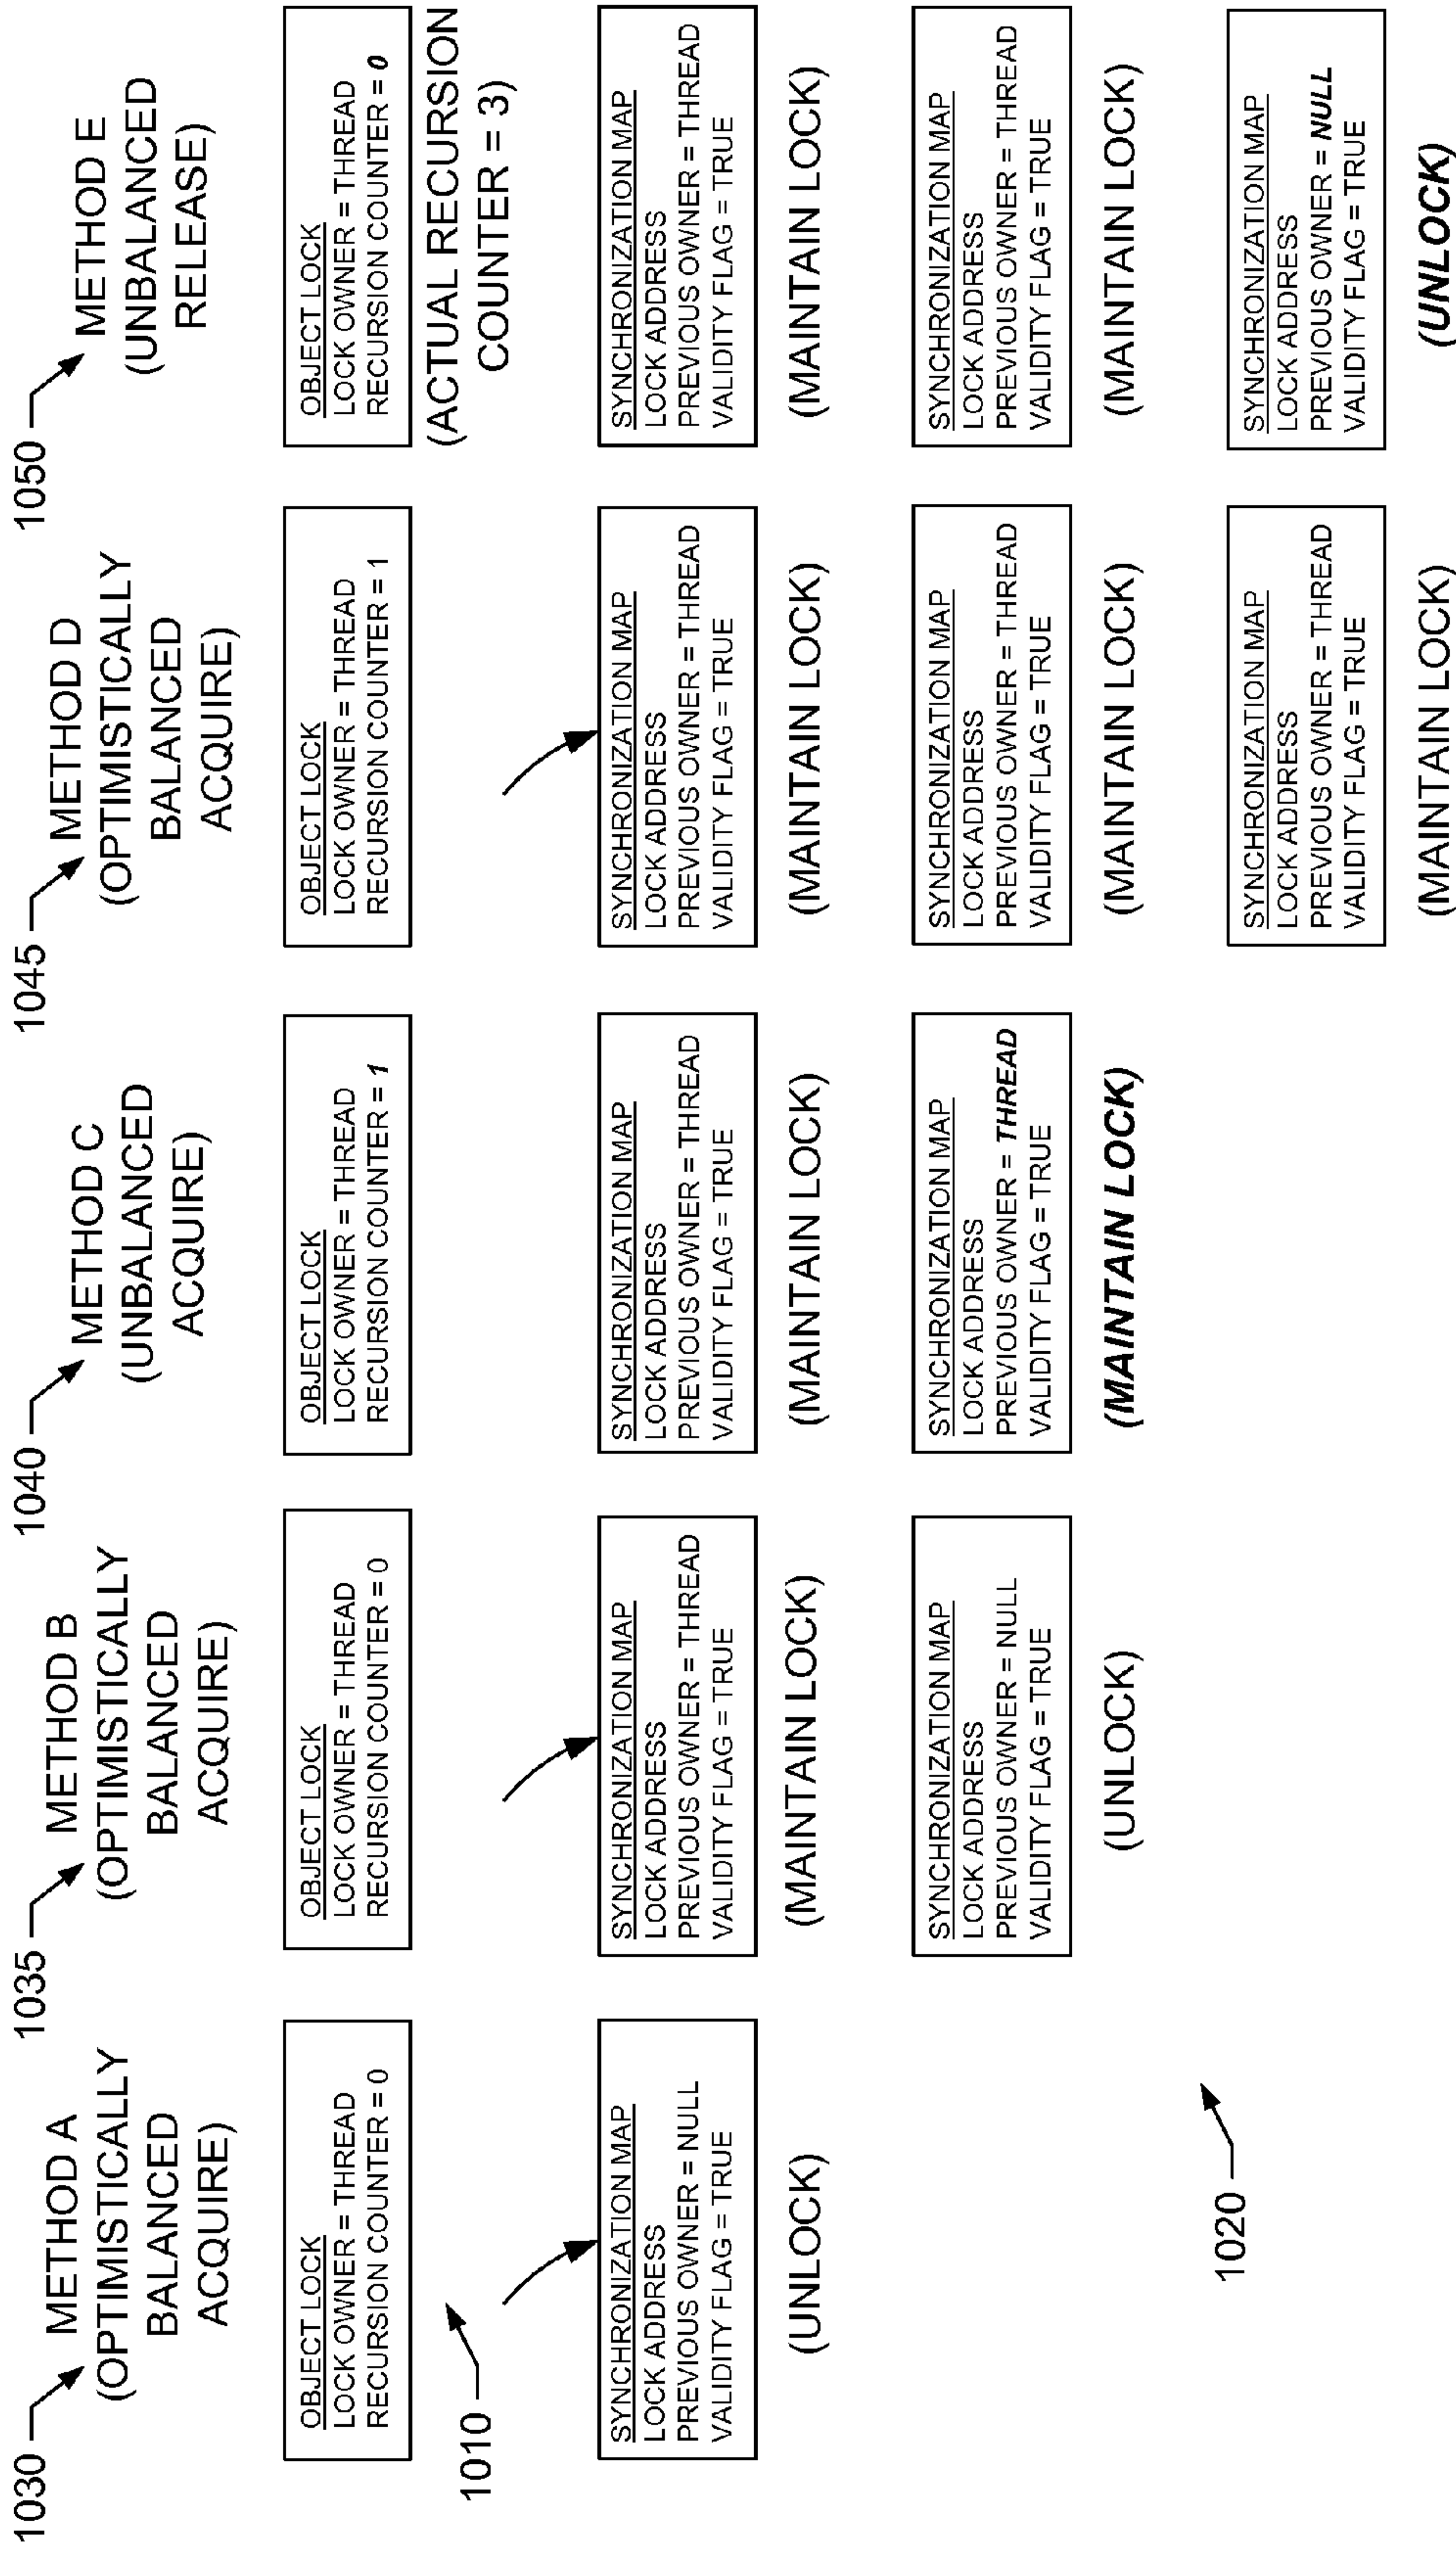 1030
METHOD A
(OPTIMISTICALLY
BALANCED
ACQUIRE)
OBJECT LOCK
LOCK OWNER = THREAD
RECURSION COUNTER = 0
1010
SYNCHRONIZATION MAP
LOCK ADDRESS
PREVIOUS OWNER = NULL
VALIDITY FLAG = TRUE
(UNLOCK)
1020
1035
METHOD B
(OPTIMISTICALLY
BALANCED
ACQUIRE)
OBJECT LOCK
LOCK OWNER = THREAD
RECURSION COUNTER = 0
SYNCHRONIZATION MAP
LOCK ADDRESS
PREVIOUS OWNER = THREAD
VALIDITY FLAG = TRUE
(MAINTAIN LOCK)
SYNCHRONIZATION MAP
LOCK ADDRESS
PREVIOUS OWNER = NULL
VALIDITY FLAG = TRUE
(UNLOCK)
1040
METHOD C
(UNBALANCED
ACQUIRE)
OBJECT LOCK
LOCK OWNER = THREAD
RECURSION COUNTER = 1
SYNCHRONIZATION MAP
LOCK ADDRESS
PREVIOUS OWNER = THREAD
VALIDITY FLAG = TRUE
(MAINTAIN LOCK)
SYNCHRONIZATION MAP
LOCK ADDRESS
PREVIOUS OWNER = THREAD
VALIDITY FLAG = TRUE
(MAINTAIN LOCK)
1045
METHOD D
(OPTIMISTICALLY
BALANCED
ACQUIRE)
OBJECT LOCK
LOCK OWNER = THREAD
RECURSION COUNTER = 1
SYNCHRONIZATION MAP
LOCK ADDRESS
PREVIOUS OWNER = THREAD
VALIDITY FLAG = TRUE
(MAINTAIN LOCK)
SYNCHRONIZATION MAP
LOCK ADDRESS
PREVIOUS OWNER = THREAD
VALIDITY FLAG = TRUE
(MAINTAIN LOCK)
SYNCHRONIZATION MAP
LOCK ADDRESS
PREVIOUS OWNER = THREAD
VALIDITY FLAG = TRUE
(MAINTAIN LOCK)
1050
METHOD E
(UNBALANCED
RELEASE)
OBJECT LOCK
LOCK OWNER = THREAD
RECURSION COUNTER = 0
(ACTUAL RECURSION
COUNTER = 3)
SYNCHRONIZATION MAP
LOCK ADDRESS
PREVIOUS OWNER = THREAD
VALIDITY FLAG = TRUE
(MAINTAIN LOCK)
SYNCHRONIZATION MAP
LOCK ADDRESS
PREVIOUS OWNER = THREAD
VALIDITY FLAG = TRUE
(MAINTAIN LOCK)
SYNCHRONIZATION MAP
LOCK ADDRESS
PREVIOUS OWNER = NULL
VALIDITY FLAG = TRUE
(UNLOCK)